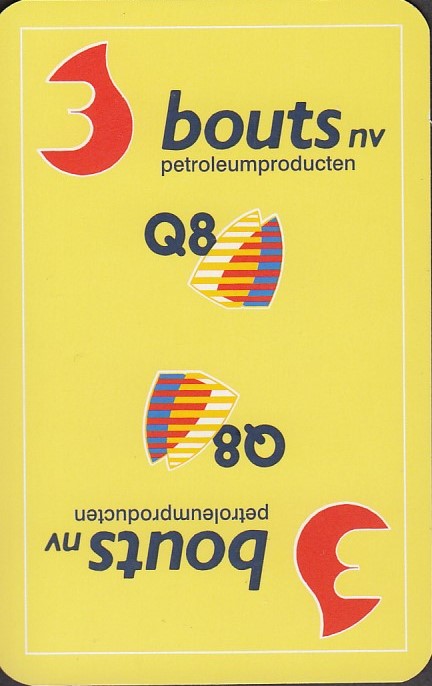 bouts nv
petroleumproducten
Q8
Q8
petroleumproducten
bouts nv